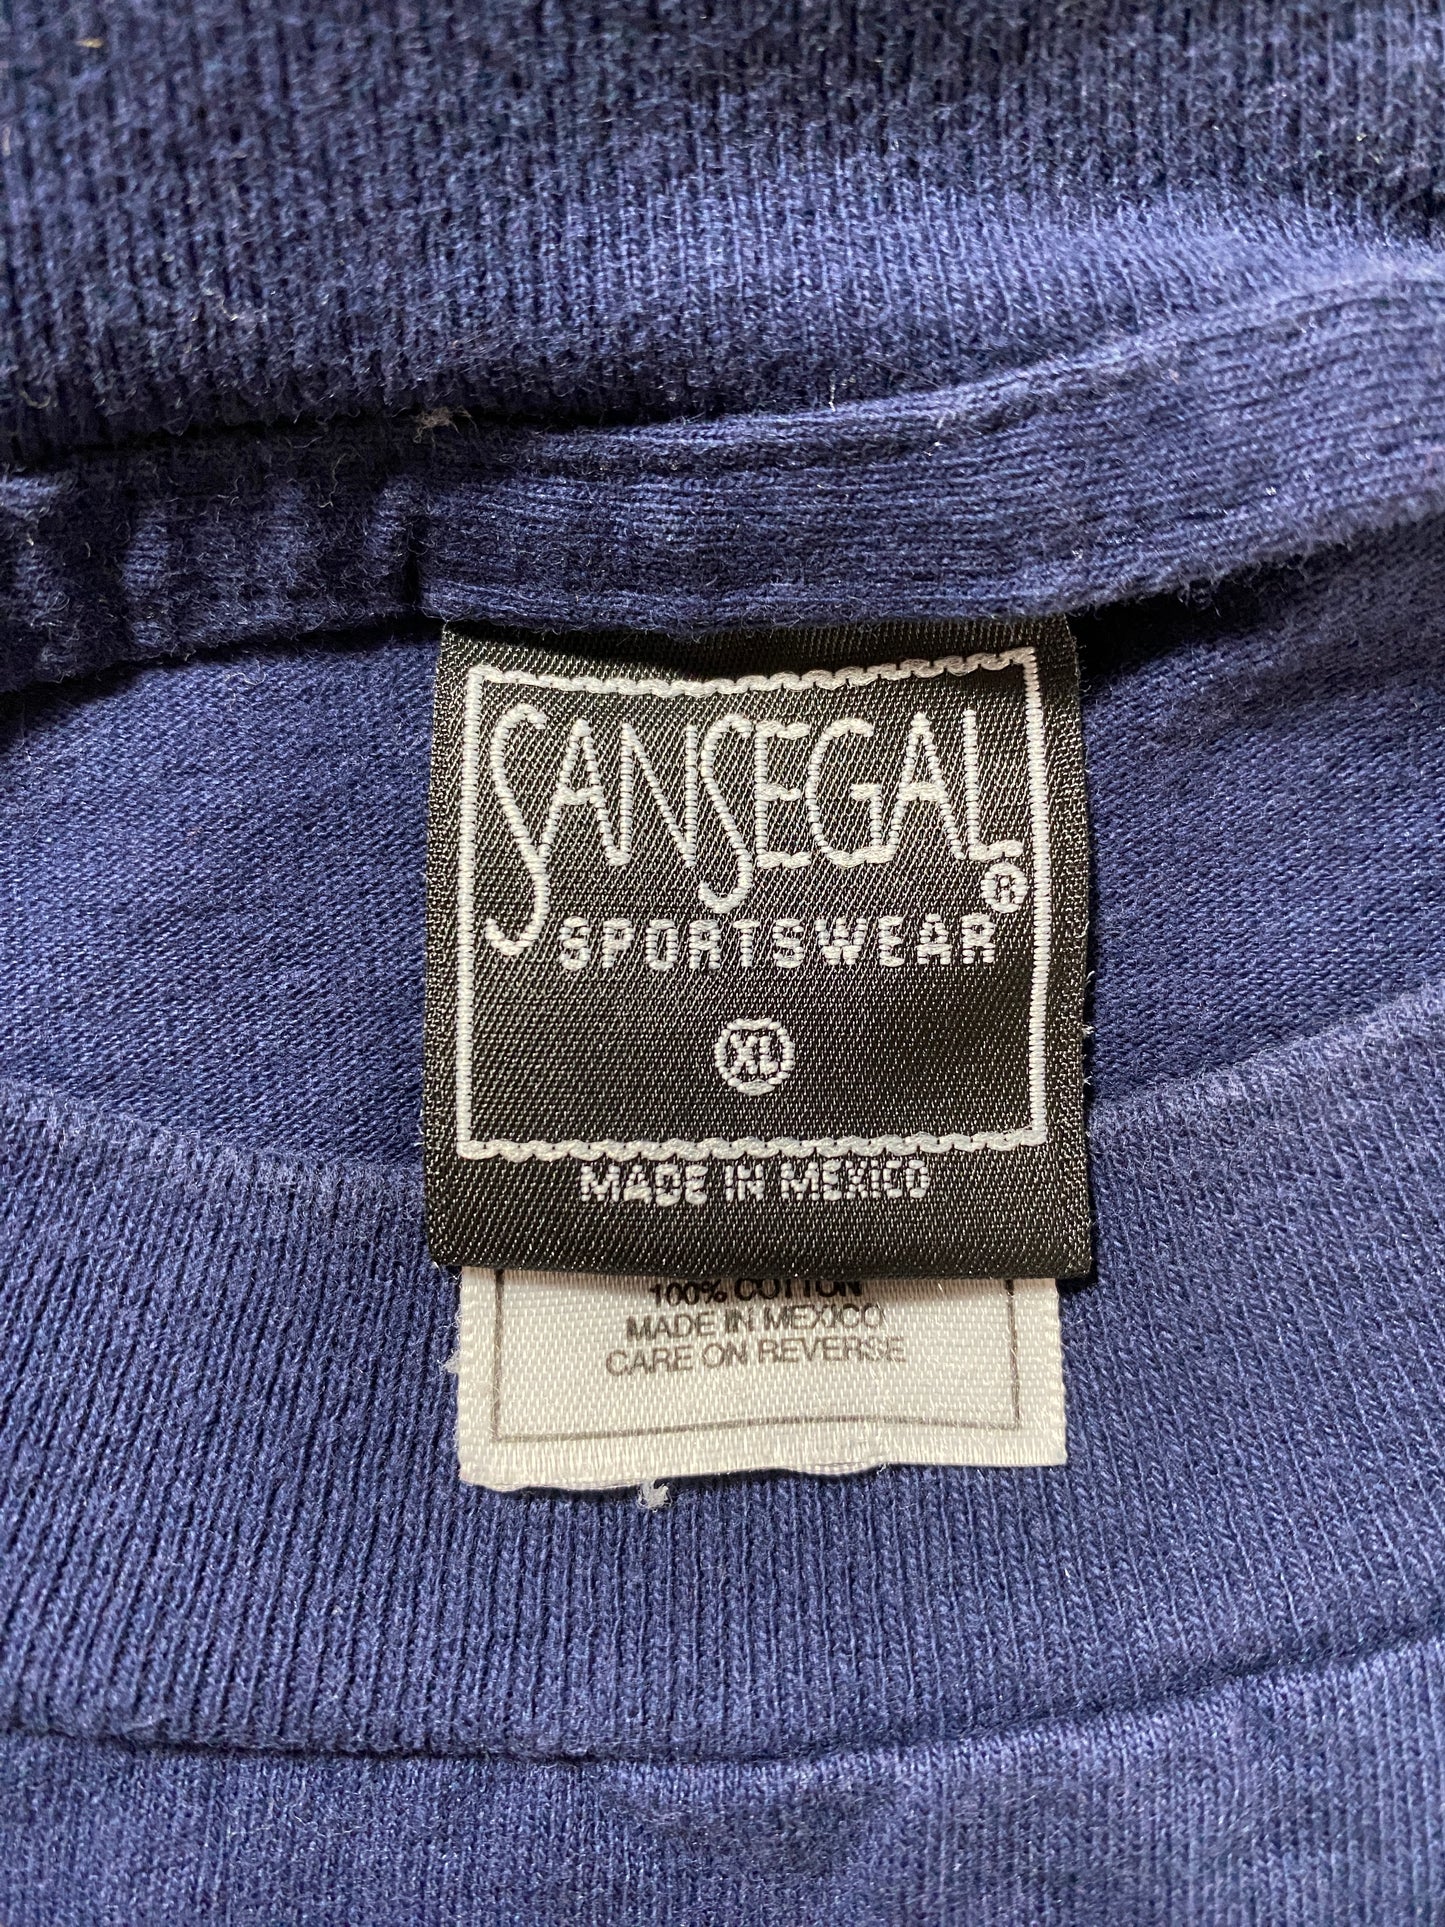 SANSEGAL®
SPORTSWEAR
XL
MADE IN MEXICO
100% COTTON
MADE IN MEXICO
CARE ON REVERSE